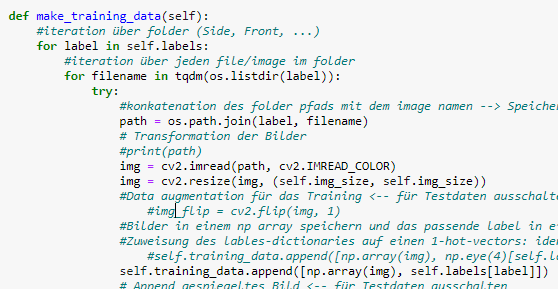 def make_training_data(self):
#iteration über folder (Side, Front, ...)
for label in self.labels:
#iteration über jeden file/image im folder
for filename in tqdm(os.listdir(label)):
try:
#konkatenation des folder pfads mit dem image namen --> Speicher
path = os.path.join(label, filename)
# Transformation der Bilder
#print(path)
img = cv2.imread(path, cv2.IMREAD_COLOR)
img = cv2.resize(img, (self.img_size, self.img_size))
#Data augmentation für das Training <-- für Testdaten ausschalte
#img_flip = cv2.flip(img, 1)
#Bilder in einem np array speichern und das passende label in e
#Zuweisung des lables-dictionaries auf einen 1-hot-vectors: ide
#self.training_data.append([np.array(img), np.eye(4)[self.l
self.training_data.append([np.array(img), self.labels[label]])
# Append gespiegeltes Bild <-- für Testdaten ausschalten